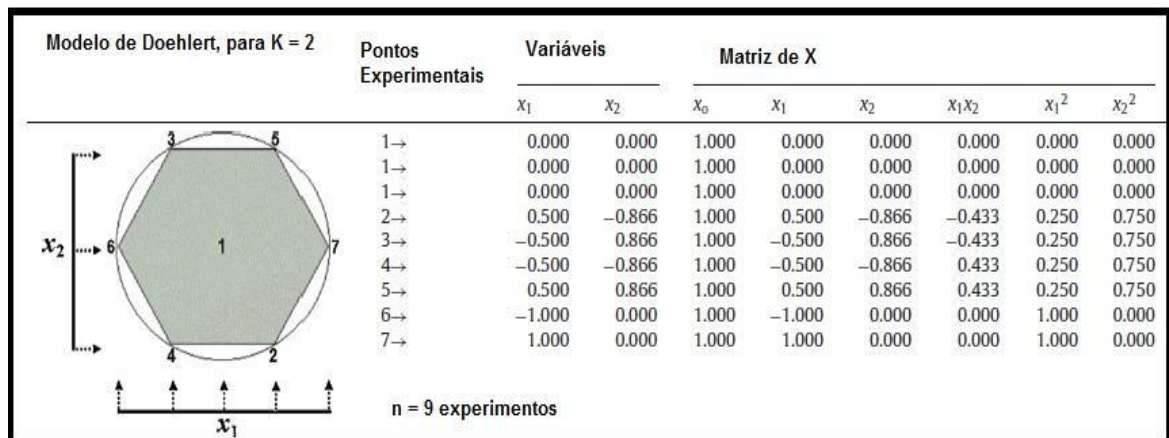 Modelo de Doehlert, para K = 2
Pontos Experimentais
Variáveis
Matriz de X
x₁ x₂ xₒ x₁ x₂ x₁x₂ x₁² x₂²
1→ 0.000 0.000 1.000 0.000 0.000 0.000 0.000 0.000
1→ 0.000 0.000 1.000 0.000 0.000 0.000 0.000 0.000
1→ 0.000 0.000 1.000 0.000 0.000 0.000 0.000 0.000
2→ 0.500 −0.866 1.000 0.500 −0.866 −0.433 0.250 0.750
3→ −0.500 0.866 1.000 −0.500 0.866 −0.433 0.250 0.750
4→ −0.500 −0.866 1.000 −0.500 −0.866 0.433 0.250 0.750
5→ 0.500 0.866 1.000 0.500 0.866 0.433 0.250 0.750
6→ −1.000 0.000 1.000 −1.000 0.000 0.000 1.000 0.000
7→ 1.000 0.000 1.000 1.000 0.000 0.000 1.000 0.000
3 5
x₂ 6 1 7
4 2
x₁
n = 9 experimentos